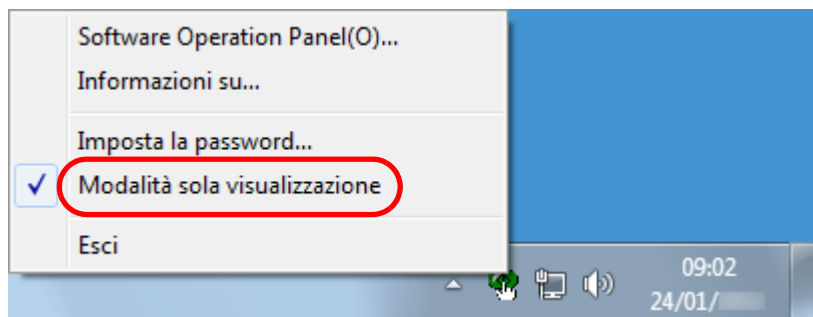 Software Operation Panel(O)...
Informazioni su...
Imposta la password...
Modalità sola visualizzazione
Esci
09:02
24/01/